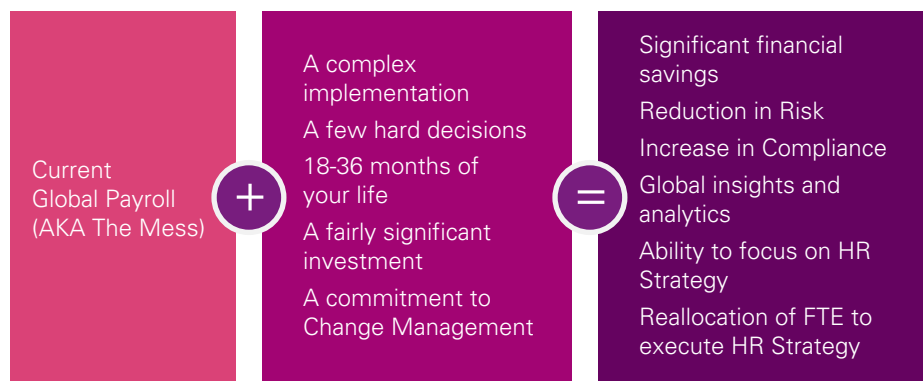 Current
Global Payroll
(AKA The Mess)
+
A complex
implementation
A few hard decisions
18-36 months of
your life
A fairly significant
investment
A commitment to
Change Management
=
Significant financial
savings
Reduction in Risk
Increase in Compliance
Global insights and
analytics
Ability to focus on HR
Strategy
Reallocation of FTE to
execute HR Strategy